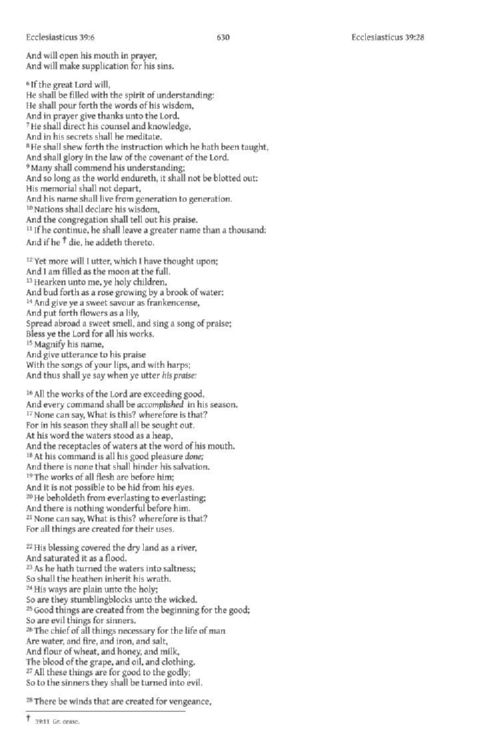 Ecclesiasticus 39:6 630 Ecclesiasticus 39:28
And will open his mouth in prayer,
And will make supplication for his sins.
6 If the great Lord will,
He shall be filled with the spirit of understanding:
He shall pour forth the words of his wisdom,
And in prayer give thanks unto the Lord.
7 He shall direct his counsel and knowledge,
And in his secrets shall he meditate.
8 He shall shew forth the instruction which he hath been taught,
And shall glory in the law of the covenant of the Lord.
9 Many shall commend his understanding;
And so long as the world endureth, it shall not be blotted out:
His memorial shall not depart,
And his name shall live from generation to generation.
10 Nations shall declare his wisdom,
And the congregation shall tell out his praise.
11 If he continue, he shall leave a greater name than a thousand:
And if he † die, he addeth thereto.
12 Yet more will I utter, which I have thought upon;
And I am filled as the moon at the full.
13 Hearken unto me, ye holy children,
And bud forth as a rose growing by a brook of water:
14 And give ye a sweet savour as frankencense,
And put forth flowers as a lily,
Spread abroad a sweet smell, and sing a song of praise;
Bless ye the Lord for all his works.
15 Magnify his name,
And give utterance to his praise
With the songs of your lips, and with harps;
And thus shall ye say when ye utter his praise:
16 All the works of the Lord are exceeding good,
And every command shall be accomplished in his season.
17 None can say, What is this? wherefore is that?
For in his season they shall all be sought out.
At his word the waters stood as a heap,
And the receptacles of waters at the word of his mouth.
18 At his command is all his good pleasure done;
And there is none that shall hinder his salvation.
19 The works of all flesh are before him;
And it is not possible to be hid from his eyes.
20 He beholdeth from everlasting to everlasting;
And there is nothing wonderful before him.
21 None can say, What is this? wherefore is that?
For all things are created for their uses.
22 His blessing covered the dry land as a river,
And saturated it as a flood.
23 As he hath turned the waters into saltness;
So shall the heathen inherit his wrath.
24 His ways are plain unto the holy;
So are they stumblingblocks unto the wicked.
25 Good things are created from the beginning for the good;
So are evil things for sinners.
26 The chief of all things necessary for the life of man
Are water, and fire, and iron, and salt,
And flour of wheat, and honey, and milk,
The blood of the grape, and oil, and clothing.
27 All these things are for good to the godly;
So to the sinners they shall be turned into evil.
28 There be winds that are created for vengeance,
† 39:11 Gr. cease.